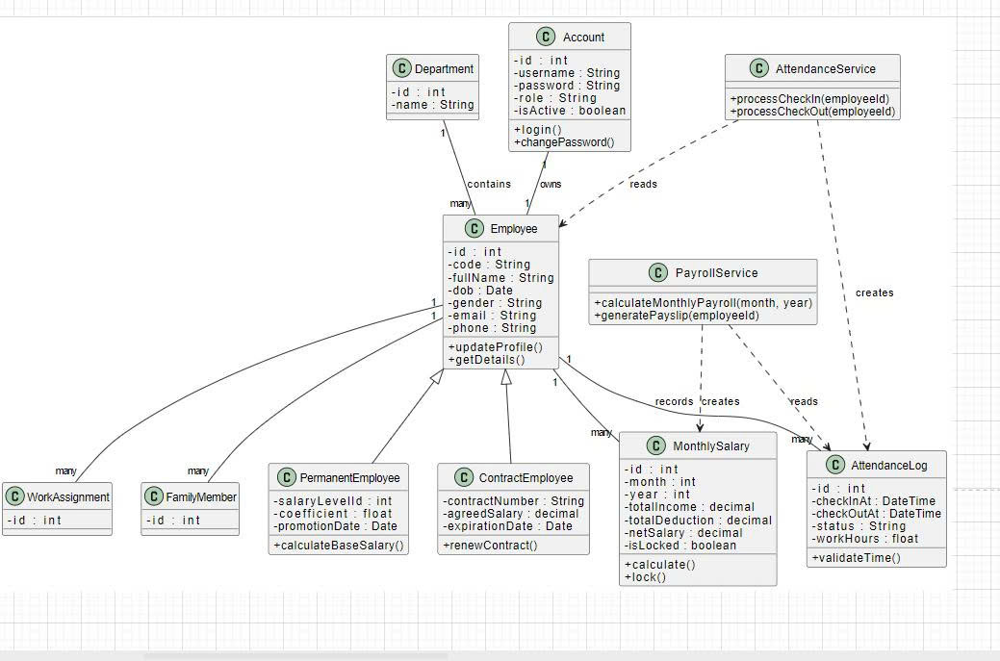 C Account
-id : int
-username : String
-password : String
-role : String
-isActive : boolean
+login()
+changePassword()
C Department
-id : int
-name : String
C AttendanceService
+processCheckIn(employeeId)
+processCheckOut(employeeId)
1
contains
many
1
owns
1
reads
creates
C Employee
-id : int
-code : String
-fullName : String
-dob : Date
-gender : String
-email : String
-phone : String
+updateProfile()
+getDetails()
C PayrollService
+calculateMonthlyPayroll(month, year)
+generatePayslip(employeeId)
1
1
1
1
records
creates
reads
many
many
many
many
C WorkAssignment
-id : int
C FamilyMember
-id : int
C PermanentEmployee
-salaryLevelId : int
-coefficient : float
-promotionDate : Date
+calculateBaseSalary()
C ContractEmployee
-contractNumber : String
-agreedSalary : decimal
-expirationDate : Date
+renewContract()
C MonthlySalary
-id : int
-month : int
-year : int
-totalIncome : decimal
-totalDeduction : decimal
-netSalary : decimal
-isLocked : boolean
+calculate()
+lock()
C AttendanceLog
-id : int
-checkInAt : DateTime
-checkOutAt : DateTime
-status : String
-workHours : float
+validateTime()